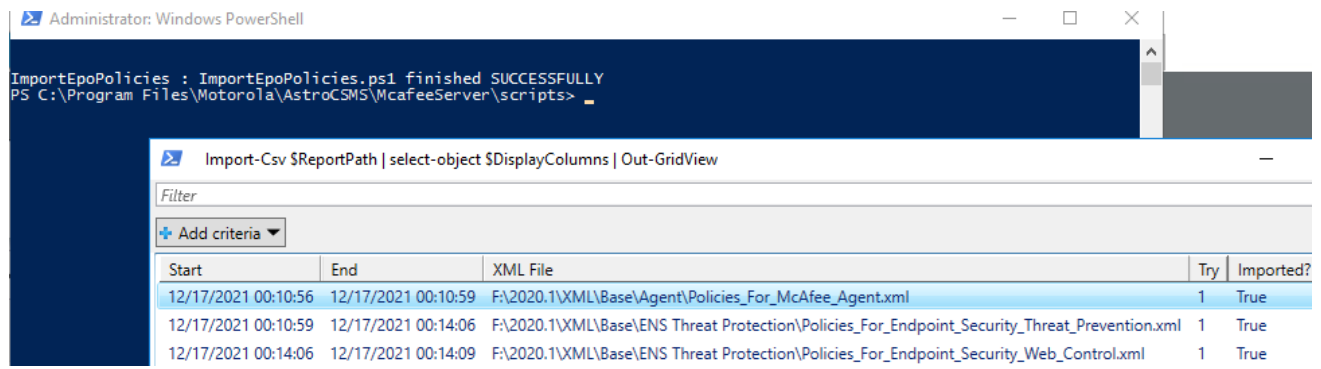 Administrator: Windows PowerShell
ImportEpoPolicies : ImportEpoPolicies.ps1 finished SUCCESSFULLY
PS C:\Program Files\Motorola\AstroCSMS\McafeeServer\scripts> _
Import-Csv $ReportPath | select-object $DisplayColumns | Out-GridView
Filter
Add criteria
Start End XML File Try Imported?
12/17/2021 00:10:56 12/17/2021 00:10:59 F:\2020.1\XML\Base\Agent\Policies_For_McAfee_Agent.xml 1 True
12/17/2021 00:10:59 12/17/2021 00:14:06 F:\2020.1\XML\Base\ENS Threat Protection\Policies_For_Endpoint_Security_Threat_Prevention.xml 1 True
12/17/2021 00:14:06 12/17/2021 00:14:09 F:\2020.1\XML\Base\ENS Threat Protection\Policies_For_Endpoint_Security_Web_Control.xml 1 True